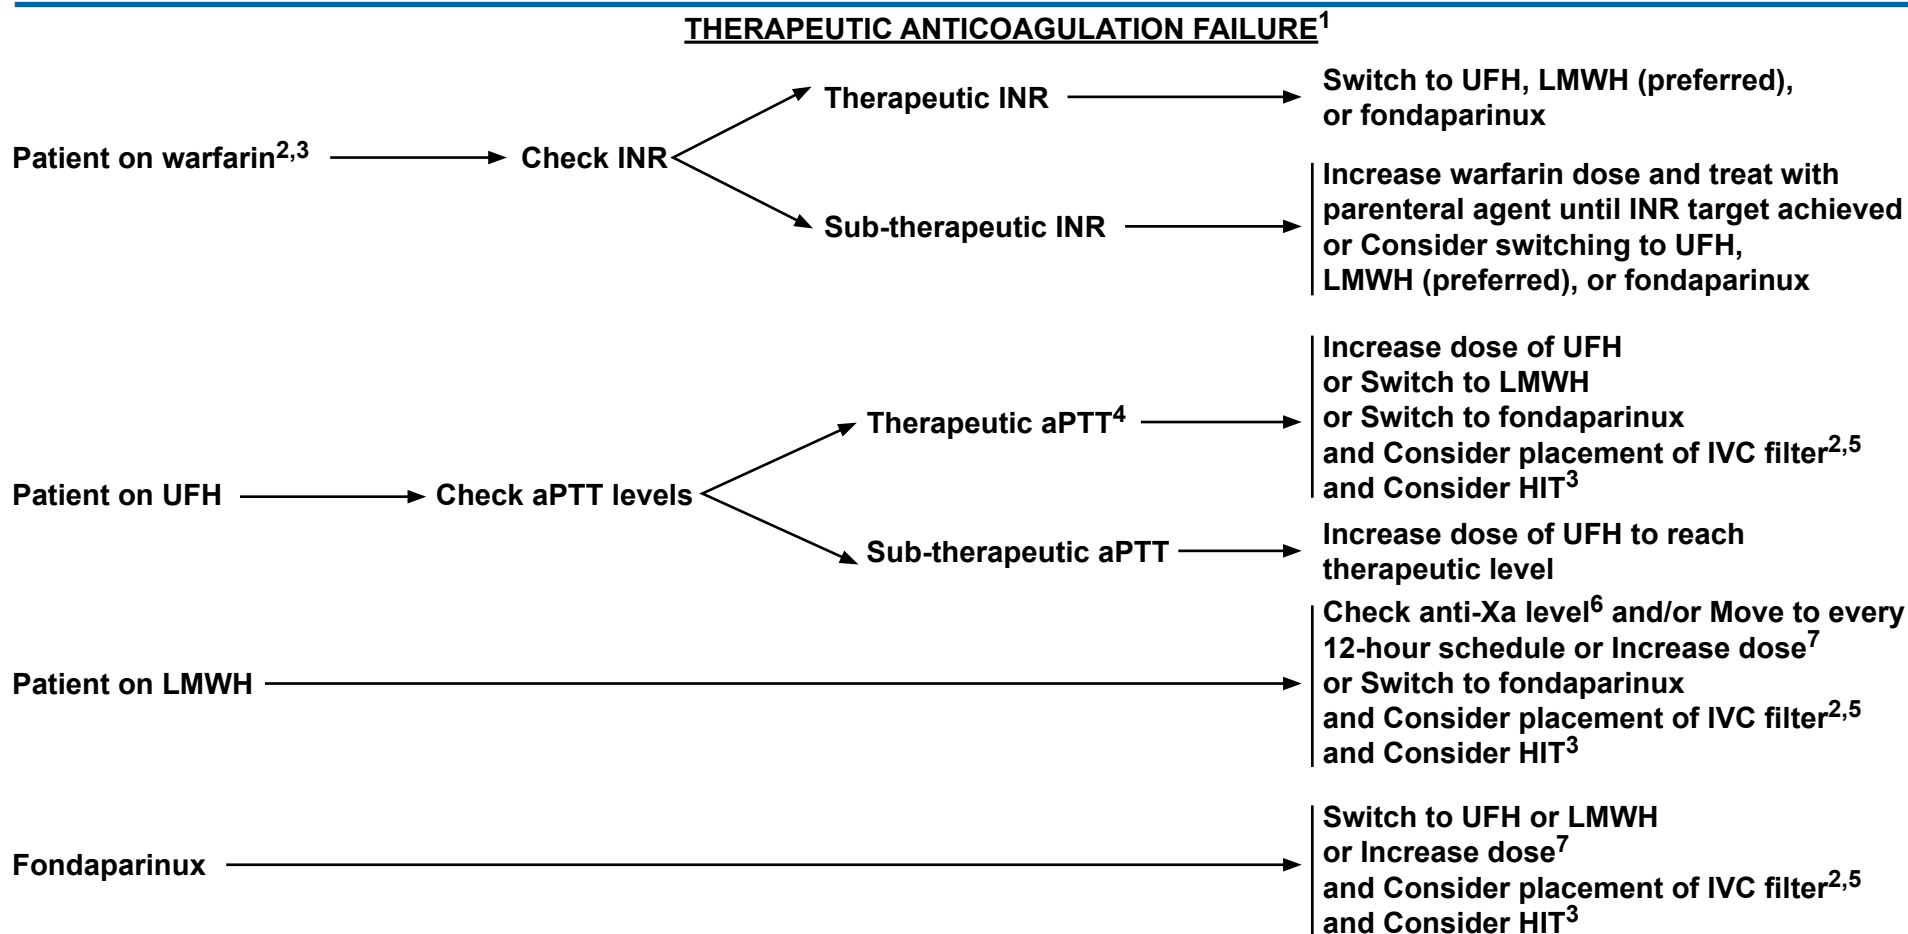 THERAPEUTIC ANTICOAGULATION FAILURE1
Patient on warfarin2,3
Check INR
Therapeutic INR
Switch to UFH, LMWH (preferred),
or fondaparinux
Sub-therapeutic INR
Increase warfarin dose and treat with
parenteral agent until INR target achieved
or Consider switching to UFH,
LMWH (preferred), or fondaparinux
Patient on UFH
Check aPTT levels
Therapeutic aPTT4
Increase dose of UFH
or Switch to LMWH
or Switch to fondaparinux
and Consider placement of IVC filter2,5
and Consider HIT3
Sub-therapeutic aPTT
Increase dose of UFH to reach
therapeutic level
Patient on LMWH
Check anti-Xa level6 and/or Move to every
12-hour schedule or Increase dose7
or Switch to fondaparinux
and Consider placement of IVC filter2,5
and Consider HIT3
Fondaparinux
Switch to UFH or LMWH
or Increase dose7
and Consider placement of IVC filter2,5
and Consider HIT3